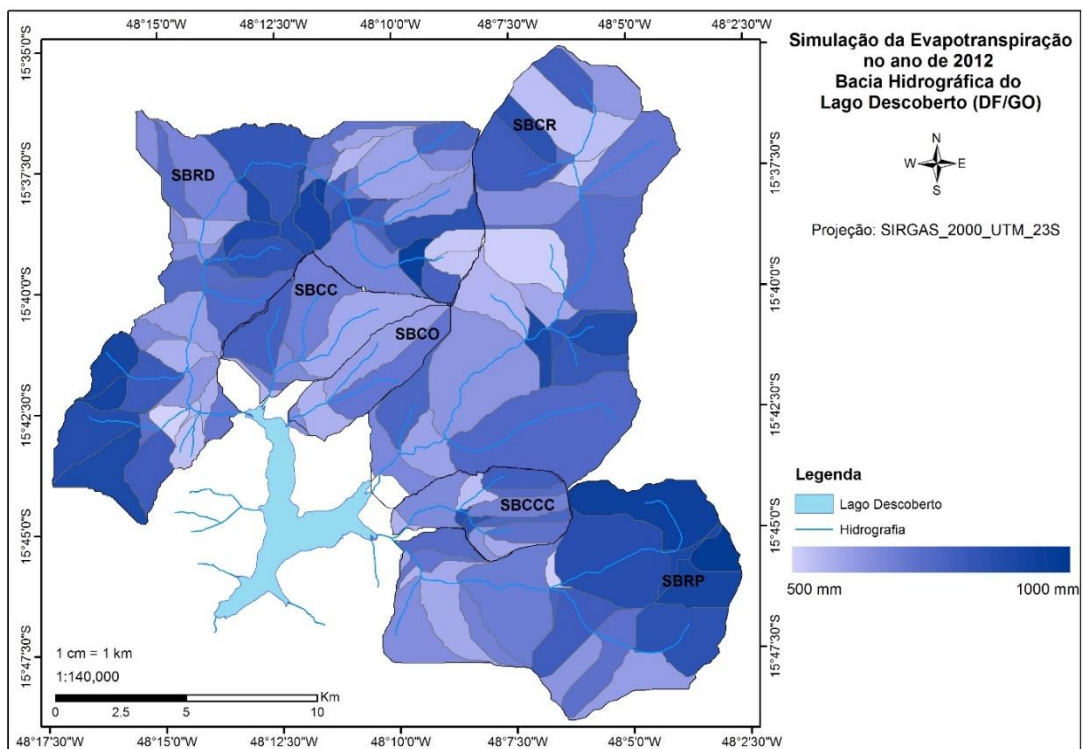 48°15'0"W 48°12'30"W 48°10'0"W 48°7'30"W 48°5'0"W 48°2'30"W
Simulação da Evapotranspiração
no ano de 2012
Bacia Hidrográfica do
Lago Descoberto (DF/GO)
N
W E
S
Projeção: SIRGAS_2000_UTM_23S
15°35'0"S
15°37'30"S
15°40'0"S
15°42'30"S
15°45'0"S
15°47'30"S
SBCR
SBRD
SBCC
SBCO
SBCCC
SBRP
15°35'0"S
15°37'30"S
15°40'0"S
15°42'30"S
15°45'0"S
15°47'30"S
Legenda
Lago Descoberto
Hidrografia
500 mm 1000 mm
1 cm = 1 km
1:140,000
Km
0 2.5 5 10
48°17'30"W 48°15'0"W 48°12'30"W 48°10'0"W 48°7'30"W 48°5'0"W 48°2'30"W